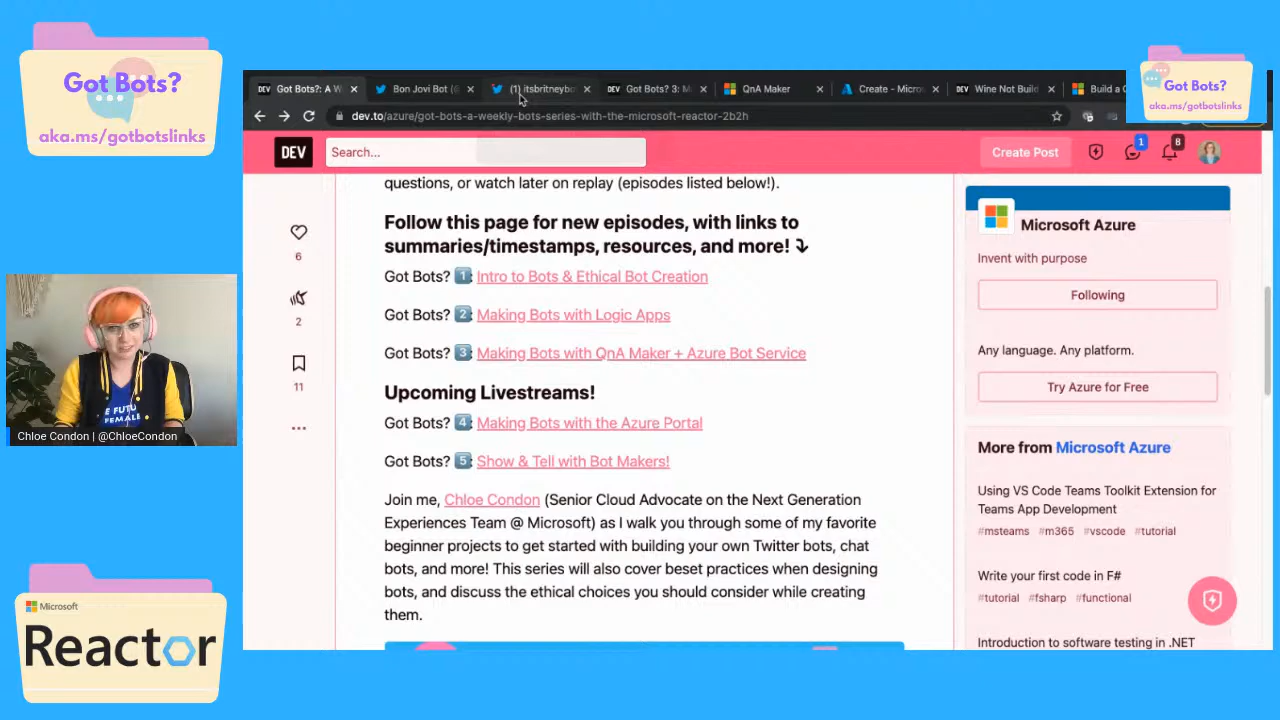 Got Bots?
aka.ms/gotbotslinks
Got Bots?: A W
Bon Jovi Bot (@
(1) itsbritneybo
Got Bots? 3: M
QnA Maker
Create - Micros
Wine Not Build
Build a C
Got Bots?
aka.ms/gotbotslinks
dev.to/azure/got-bots-a-weekly-bots-series-with-the-microsoft-reactor-2b2h
DEV
Search...
Create Post
1
8
questions, or watch later on replay (episodes listed below!).
Follow this page for new episodes, with links to
summaries/timestamps, resources, and more! ⤵
Got Bots? 1️⃣: Intro to Bots & Ethical Bot Creation
Got Bots? 2️⃣: Making Bots with Logic Apps
Got Bots? 3️⃣: Making Bots with QnA Maker + Azure Bot Service
Upcoming Livestreams!
Got Bots? 4️⃣: Making Bots with the Azure Portal
Got Bots? 5️⃣: Show & Tell with Bot Makers!
Join me, Chloe Condon (Senior Cloud Advocate on the Next Generation
Experiences Team @ Microsoft) as I walk you through some of my favorite
beginner projects to get started with building your own Twitter bots, chat
bots, and more! This series will also cover beset practices when designing
bots, and discuss the ethical choices you should consider while creating
them.
6
2
11
Microsoft Azure
Invent with purpose
Following
Any language. Any platform.
Try Azure for Free
More from Microsoft Azure
Using VS Code Teams Toolkit Extension for
Teams App Development
#msteams #m365 #vscode #tutorial
Write your first code in F#
#tutorial #fsharp #functional
Introduction to software testing in .NET
E FUTU
FEMALE
Chloe Condon | @ChloeCondon
Microsoft
Reactor